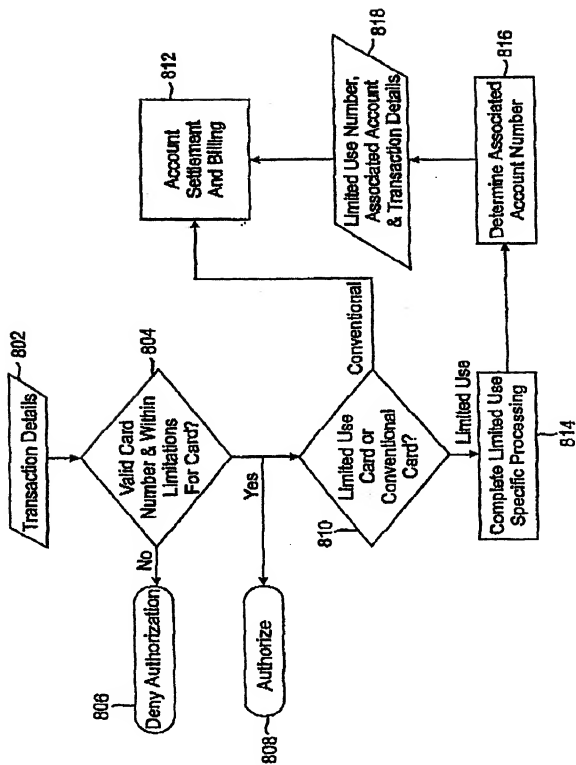 802
Transaction Details
804
Valid Card
Number & Within
Limitations
For Card?
No
806
Deny Authorization
Yes
808
Authorize
810
Limited Use
Card or
Conventional
Card?
Conventional
812
Account
Settlement
And Billing
Limited Use
Complete Limited Use
Specific Processing
814
Determine Associated
Account Number
816
Limited Use Number,
Associated Account
& Transaction Details
818